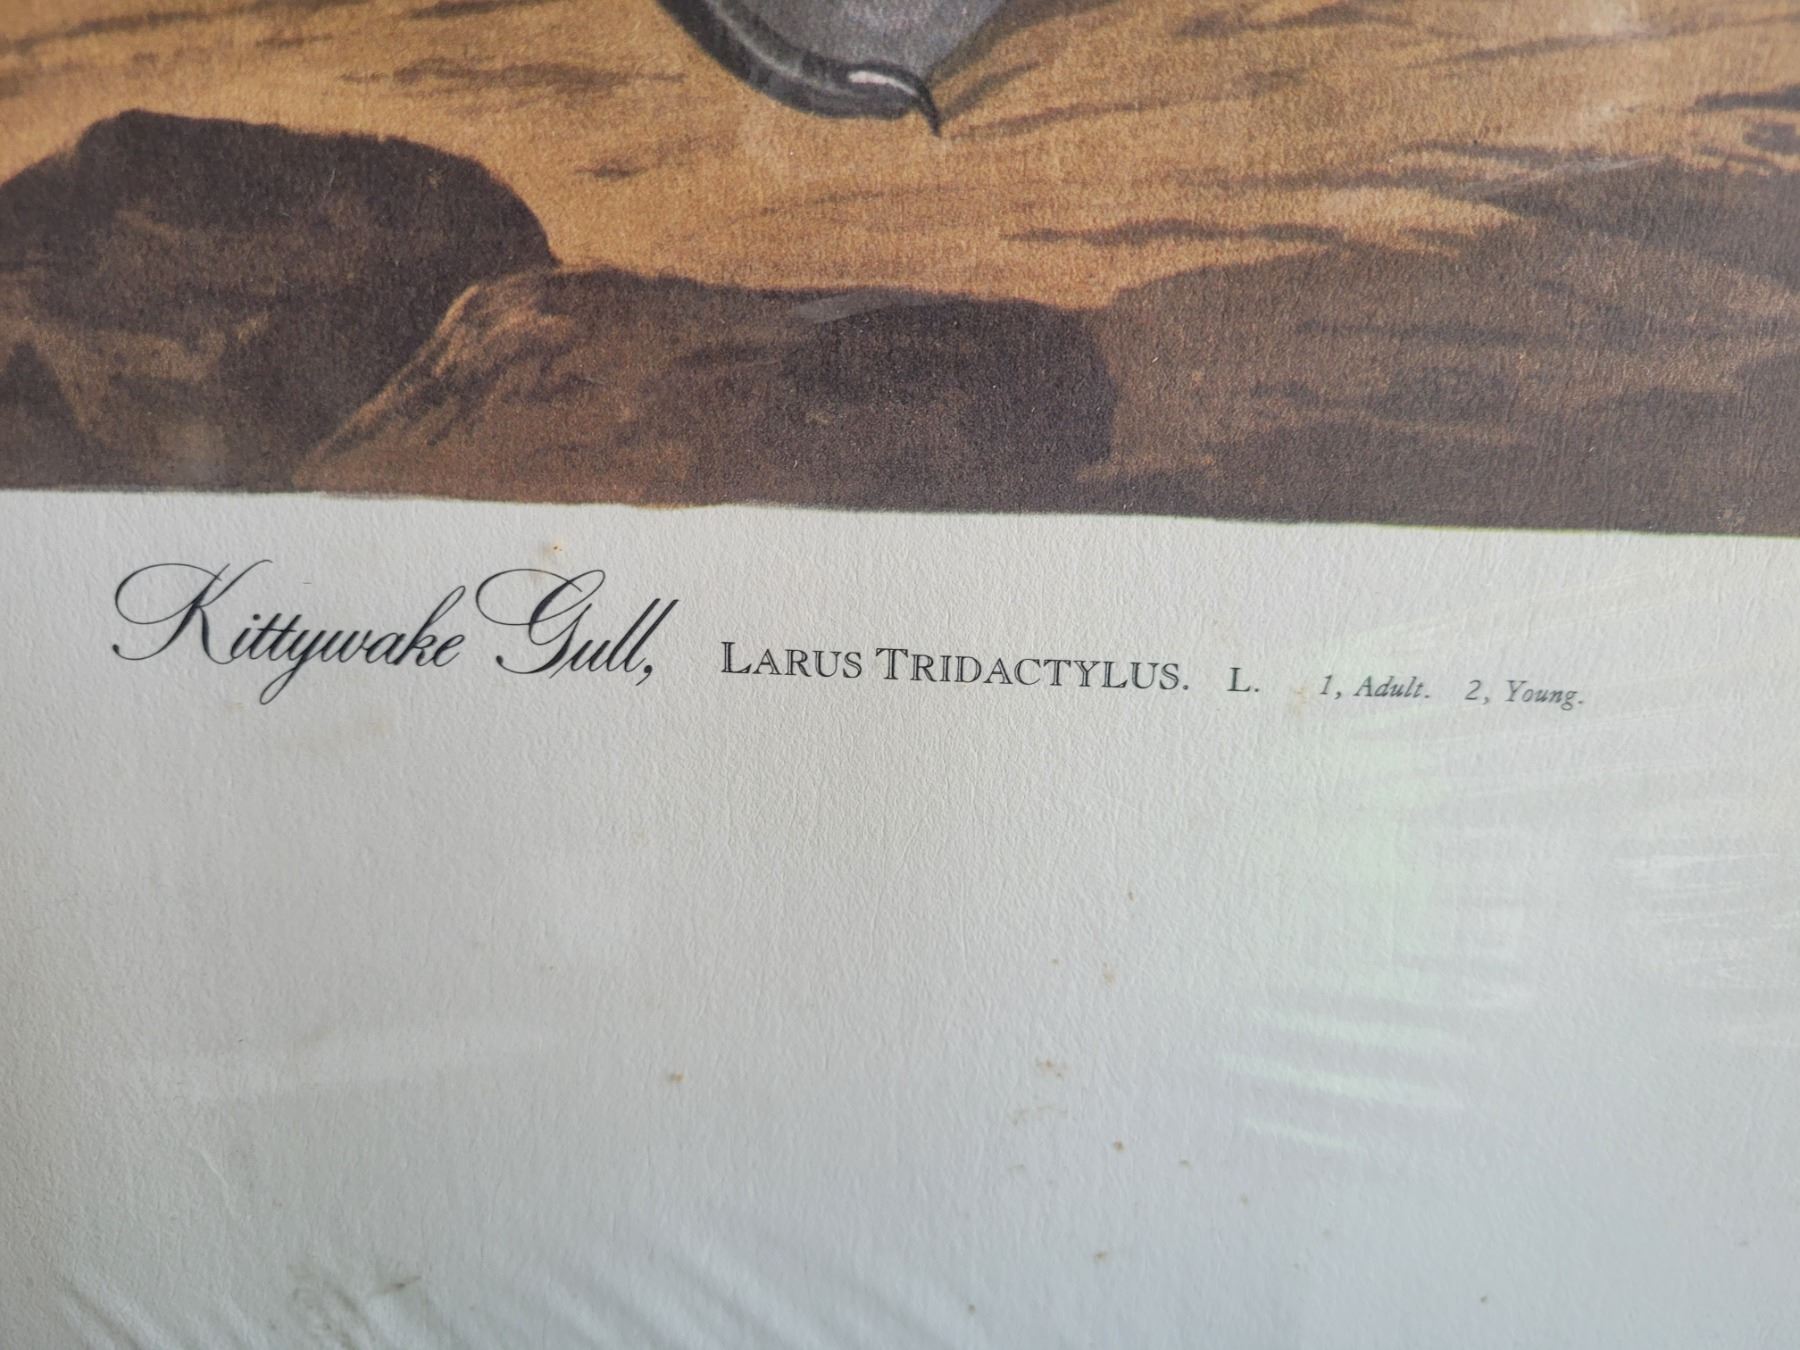 Kittywake Gull, LARUS TRIDACTYLUS. L. 1, Adult. 2, Young.